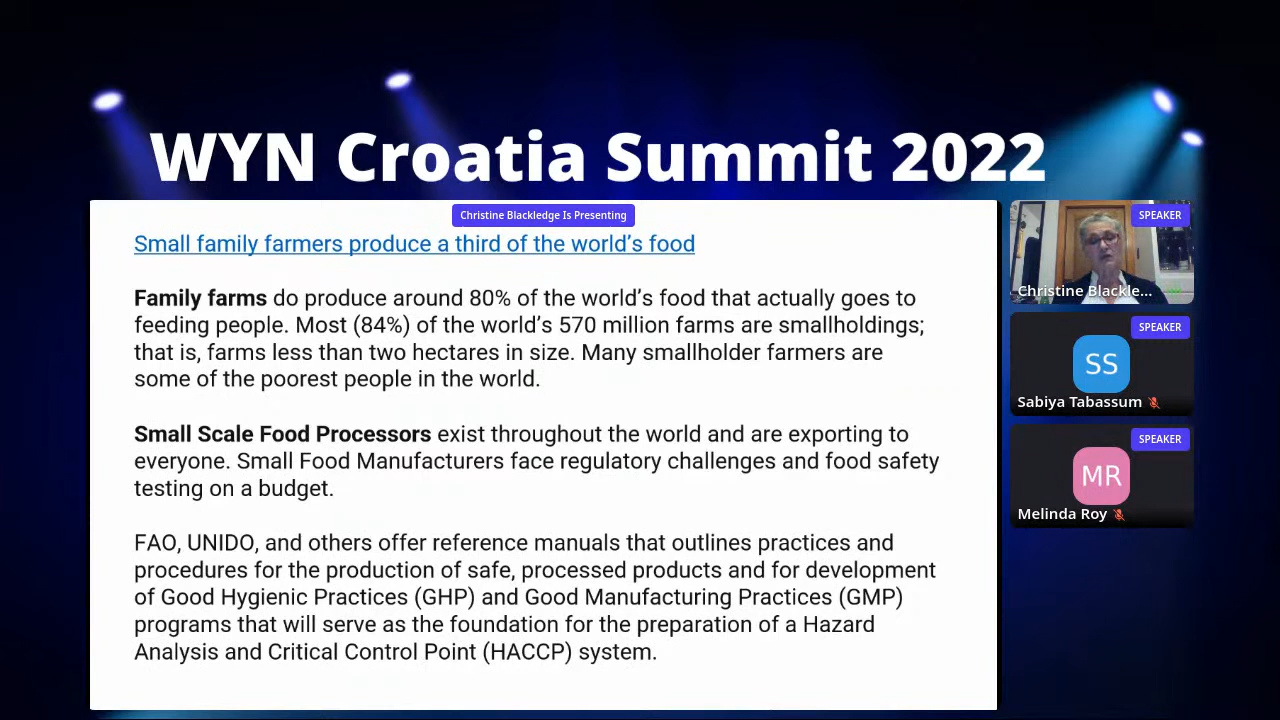 WYN Croatia Summit 2022
Christine Blackledge Is Presenting
Small family farmers produce a third of the world’s food
Family farms do produce around 80% of the world’s food that actually goes to
feeding people. Most (84%) of the world’s 570 million farms are smallholdings;
that is, farms less than two hectares in size. Many smallholder farmers are
some of the poorest people in the world.
Small Scale Food Processors exist throughout the world and are exporting to
everyone. Small Food Manufacturers face regulatory challenges and food safety
testing on a budget.
FAO, UNIDO, and others offer reference manuals that outlines practices and
procedures for the production of safe, processed products and for development
of Good Hygienic Practices (GHP) and Good Manufacturing Practices (GMP)
programs that will serve as the foundation for the preparation of a Hazard
Analysis and Critical Control Point (HACCP) system.
SPEAKER
Christine Blackle...
SPEAKER
SS
Sabiya Tabassum
SPEAKER
MR
Melinda Roy